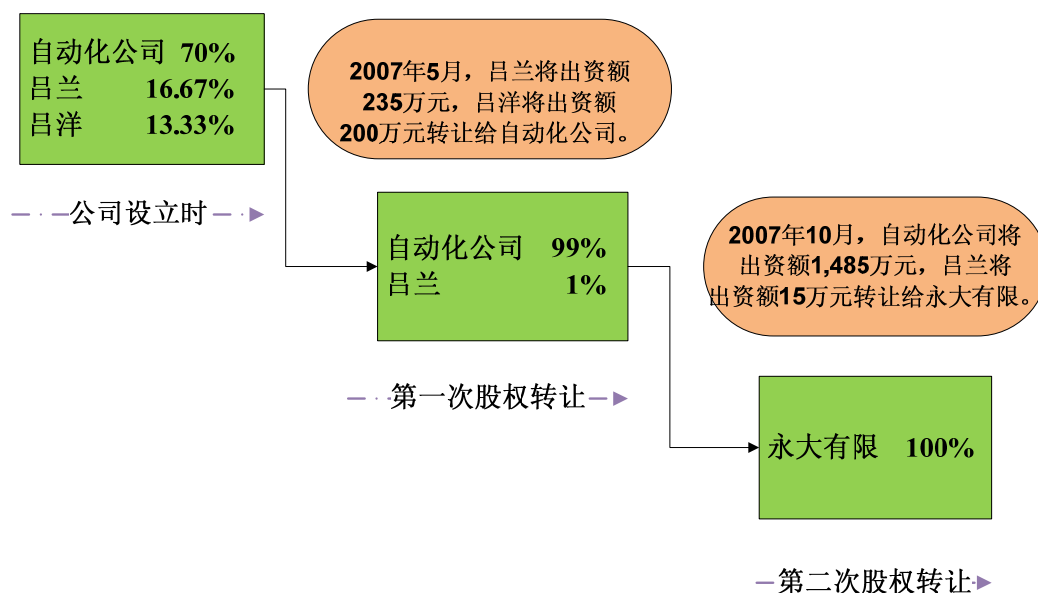 自动化公司 70%
吕兰 16.67%
吕洋 13.33%
2007年5月，吕兰将出资额
235万元，吕洋将出资额
200万元转让给自动化公司。
公司设立时
自动化公司 99%
吕兰 1%
2007年10月，自动化公司将
出资额1,485万元，吕兰将
出资额15万元转让给永大有限。
第一次股权转让
永大有限 100%
第二次股权转让